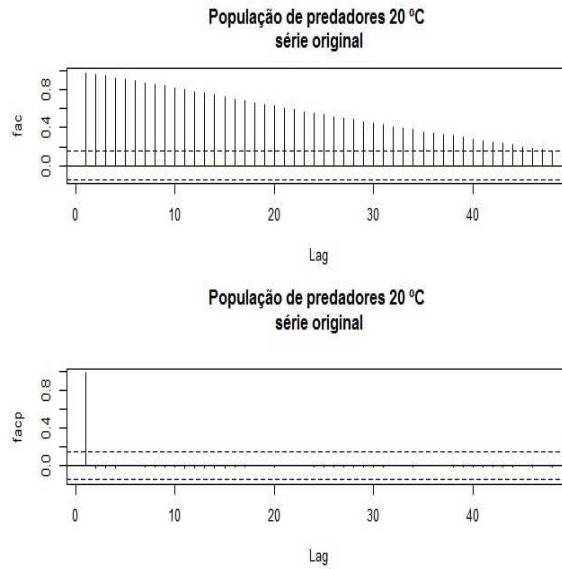 População de predadores 20 ºC
série original
fac
0.0 0.4 0.8
0 10 20 30 40
Lag
População de predadores 20 ºC
série original
facp
0.0 0.4 0.8
0 10 20 30 40
Lag